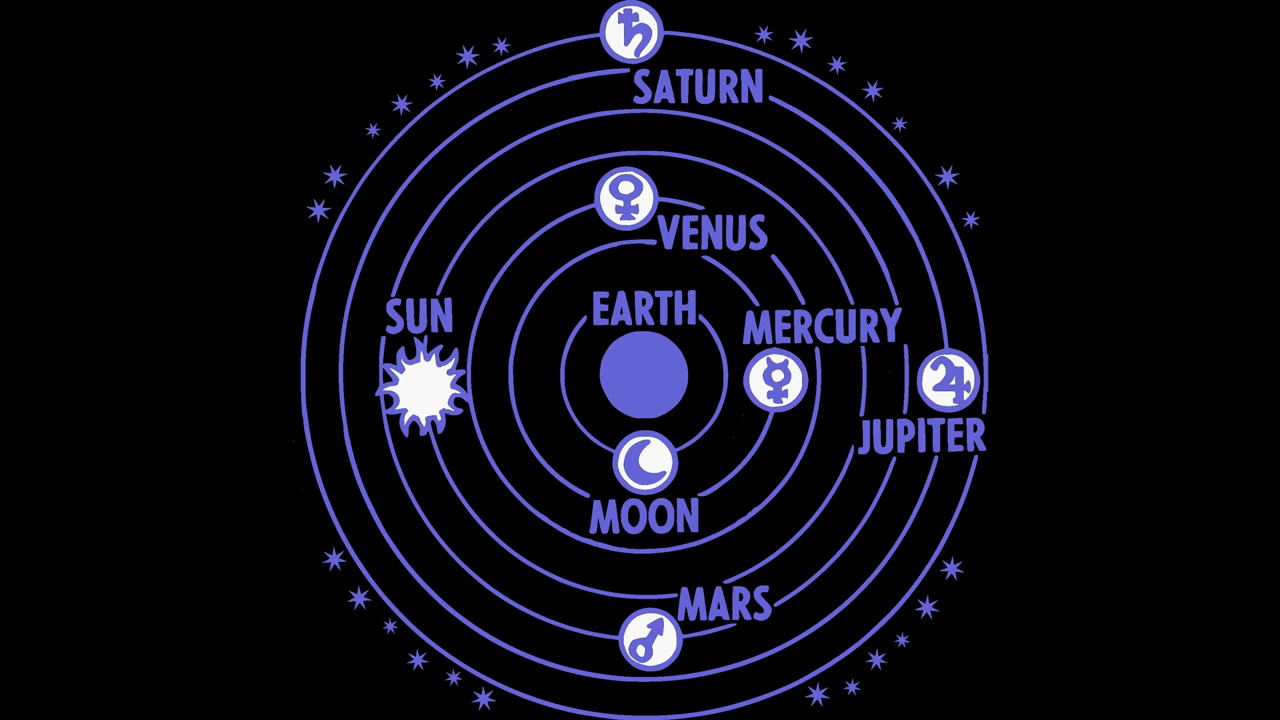 SATURN
VENUS
EARTH
SUN
MERCURY
JUPITER
MOON
MARS